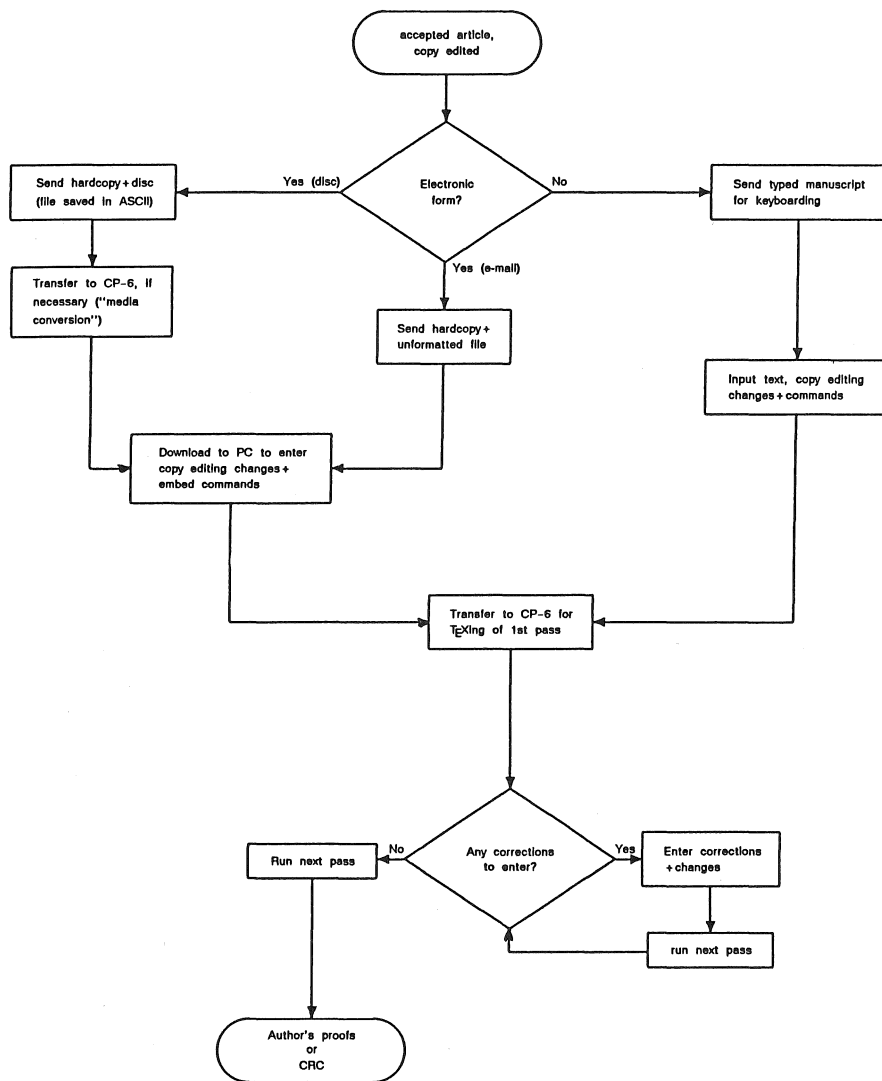 accepted article,
copy edited
Electronic
form?
Yes (disc)
No
Yes (e-mail)
Send hardcopy + disc
(file saved in ASCII)
Send typed manuscript
for keyboarding
Transfer to CP-6, if
necessary ("media
conversion")
Send hardcopy +
unformatted file
Input text, copy editing
changes + commands
Download to PC to enter
copy editing changes +
embed commands
Transfer to CP-6 for
TEXing of 1st pass
Any corrections
to enter?
No
Yes
Run next pass
Enter corrections
+ changes
run next pass
Author's proofs
or
CRC